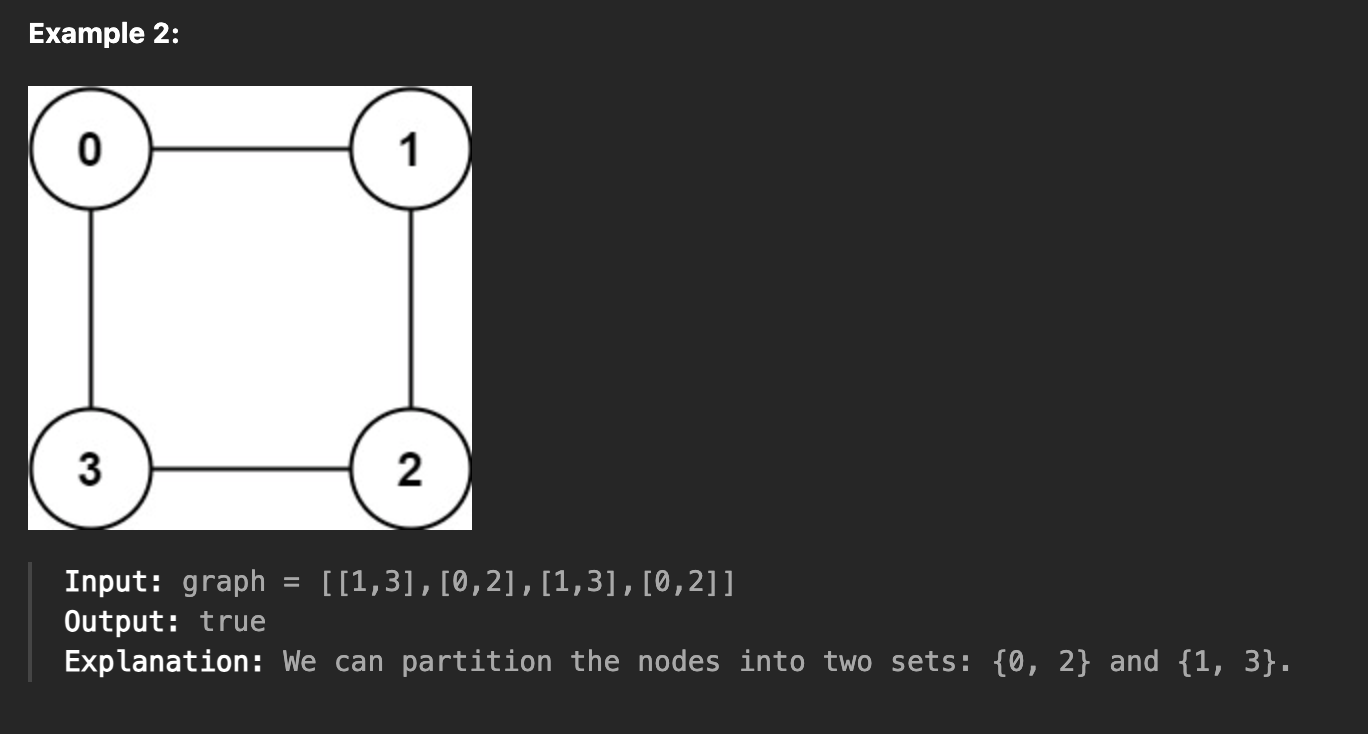 Example 2:
0 1
3 2
Input: graph = [[1,3],[0,2],[1,3],[0,2]]
Output: true
Explanation: We can partition the nodes into two sets: {0, 2} and {1, 3}.